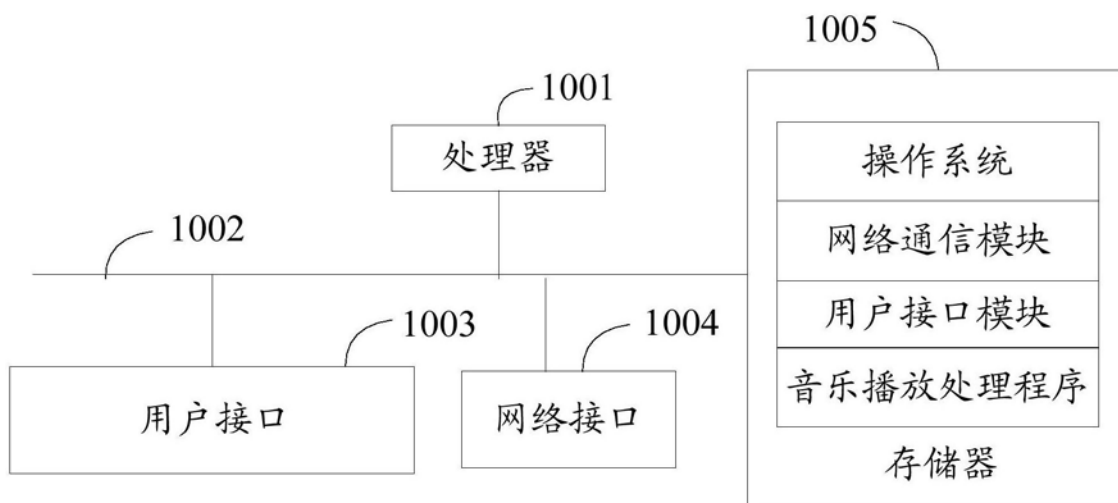 1005
1001
处理器
操作系统
1002
网络通信模块
1003
1004
用户接口模块
用户接口
网络接口
音乐播放处理程序
存储器